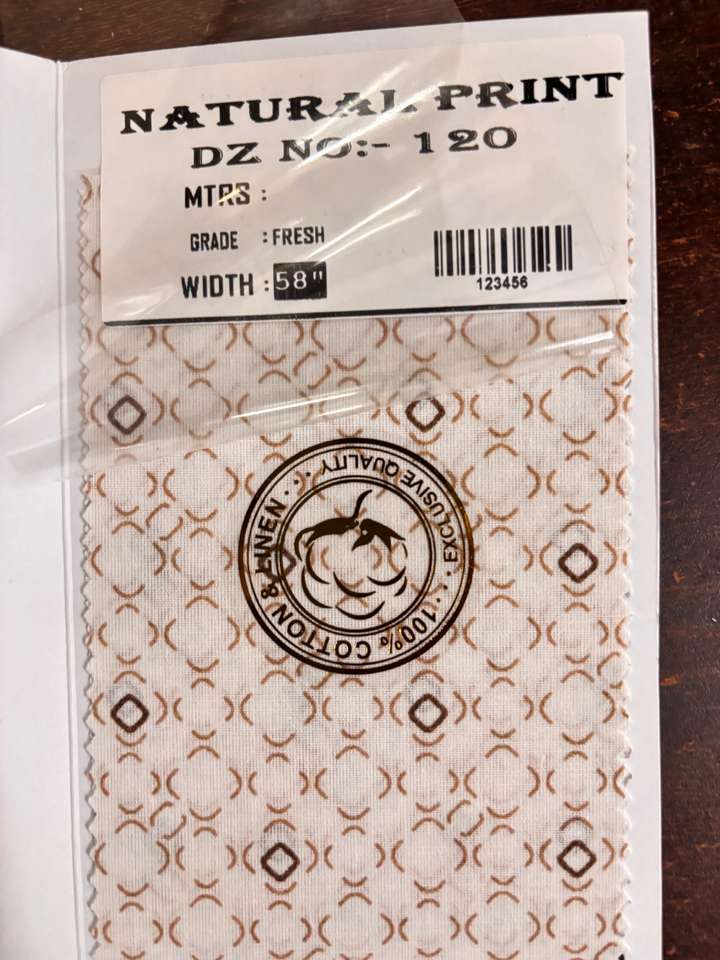 NATURAL PRINT
DZ NO:- 120
MTRS :
GRADE : FRESH
WIDTH : 58"
123456
EXCLUSIVE QUALITY
100% COTTON & LINEN